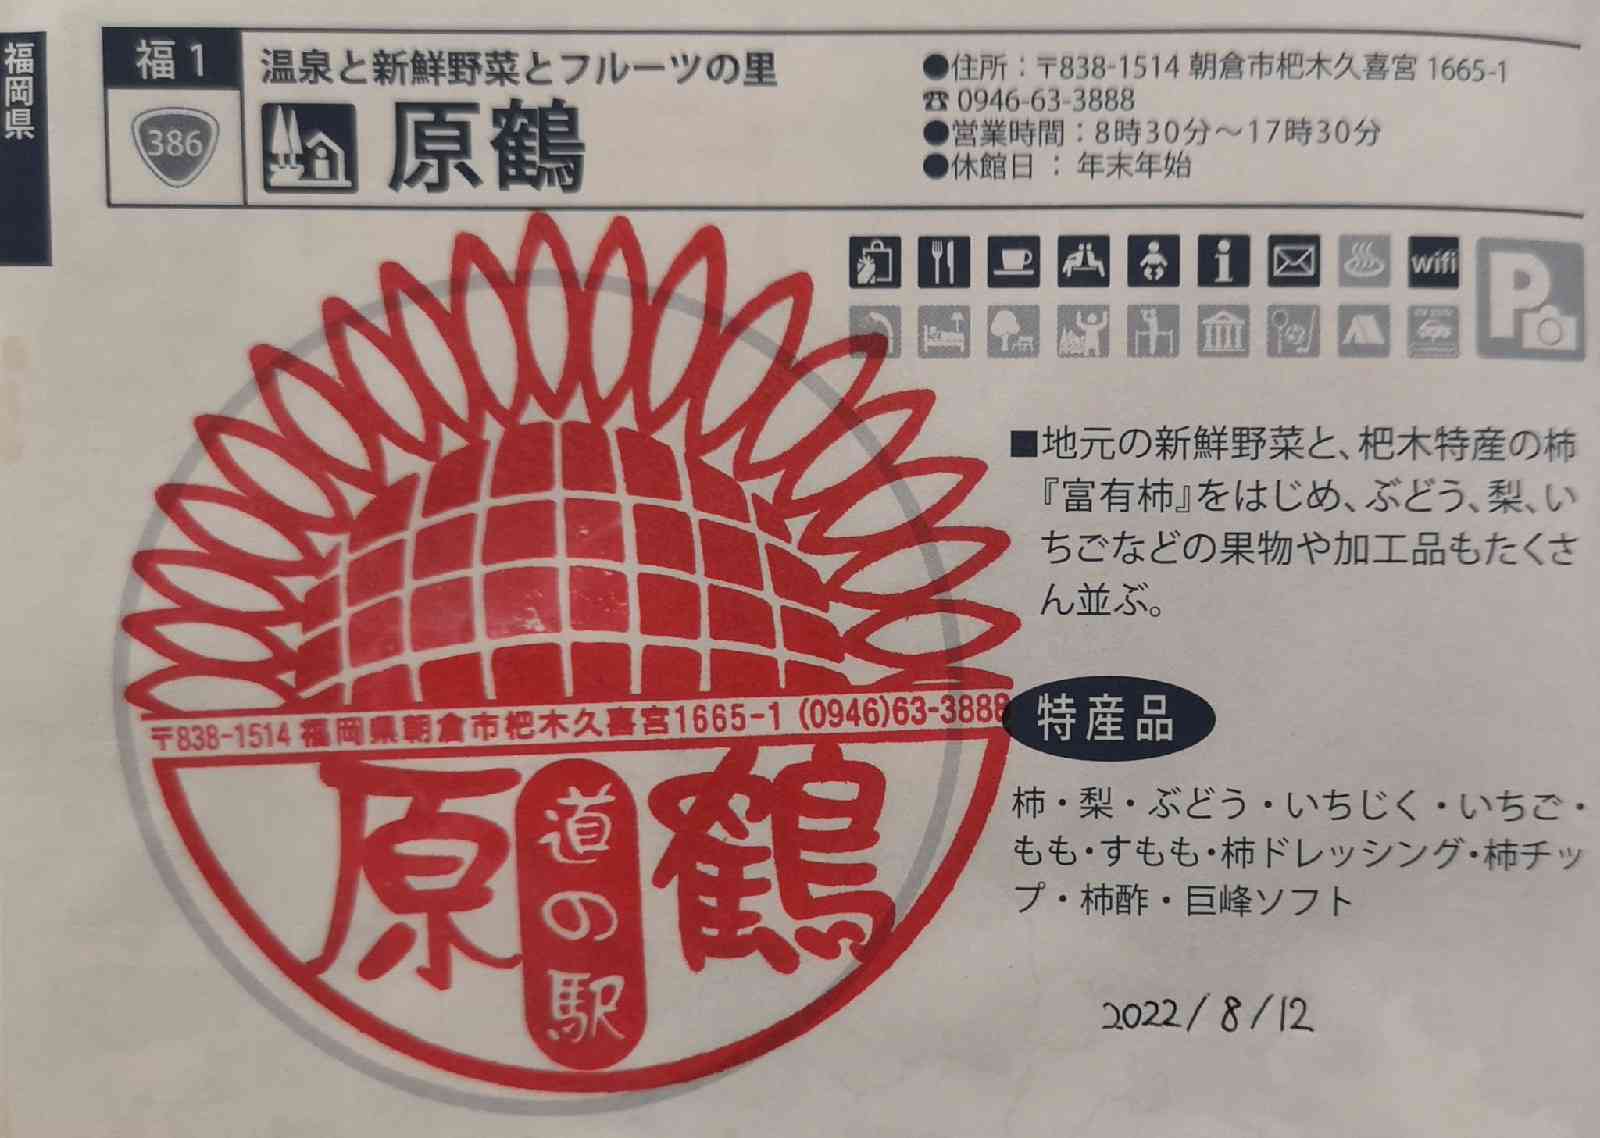 福岡県
福1
386
温泉と新鮮野菜とフルーツの里
原鶴
●住所：〒838-1514 朝倉市杷木久喜宮 1665-1
☎ 0946-63-3888
●営業時間：8時30分～17時30分
●休館日 ： 年末年始
wifi
P
■地元の新鮮野菜と、杷木特産の柿
『富有柿』をはじめ、ぶどう、梨、い
ちごなどの果物や加工品もたくさ
ん並ぶ。
〒838-1514 福岡県朝倉市杷木久喜宮1665-1 (0946)63-3888
原鶴
道の駅
特産品
柿・梨・ぶどう・いちじく・いちご・
もも・すもも・柿ドレッシング・柿チッ
プ・柿酢・巨峰ソフト
2022/8/12